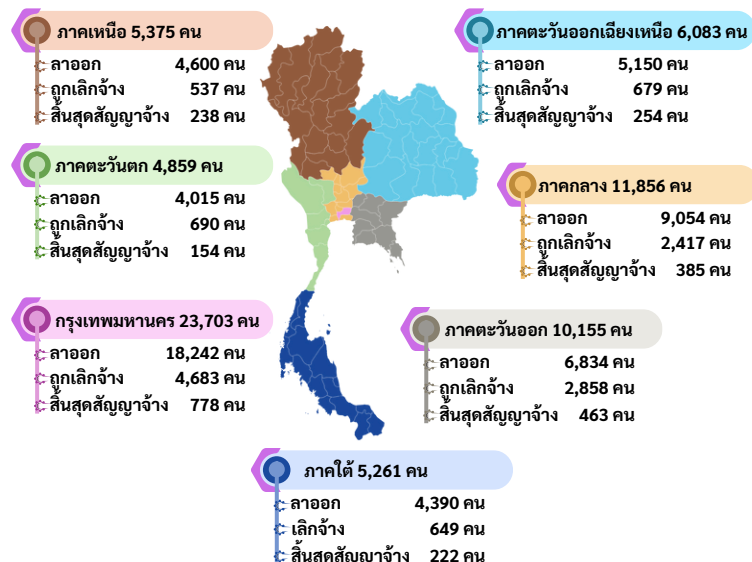 ภาคเหนือ 5,375 คน
ลาออก 4,600 คน
ถูกเลิกจ้าง 537 คน
สิ้นสุดสัญญาจ้าง 238 คน
ภาคตะวันออกเฉียงเหนือ 6,083 คน
ลาออก 5,150 คน
ถูกเลิกจ้าง 679 คน
สิ้นสุดสัญญาจ้าง 254 คน
ภาคตะวันตก 4,859 คน
ลาออก 4,015 คน
ถูกเลิกจ้าง 690 คน
สิ้นสุดสัญญาจ้าง 154 คน
ภาคกลาง 11,856 คน
ลาออก 9,054 คน
ถูกเลิกจ้าง 2,417 คน
สิ้นสุดสัญญาจ้าง 385 คน
กรุงเทพมหานคร 23,703 คน
ลาออก 18,242 คน
ถูกเลิกจ้าง 4,683 คน
สิ้นสุดสัญญาจ้าง 778 คน
ภาคตะวันออก 10,155 คน
ลาออก 6,834 คน
ถูกเลิกจ้าง 2,858 คน
สิ้นสุดสัญญาจ้าง 463 คน
ภาคใต้ 5,261 คน
ลาออก 4,390 คน
เลิกจ้าง 649 คน
สิ้นสุดสัญญาจ้าง 222 คน